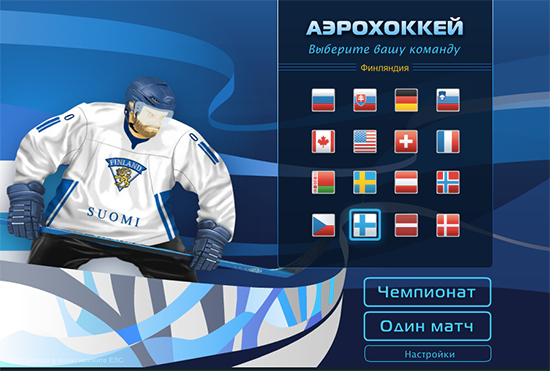 АЭРОХОККЕЙ
Выберите вашу команду
Финляндия
FINLAND
SUOMI
Чемпионат
Один матч
Настройки